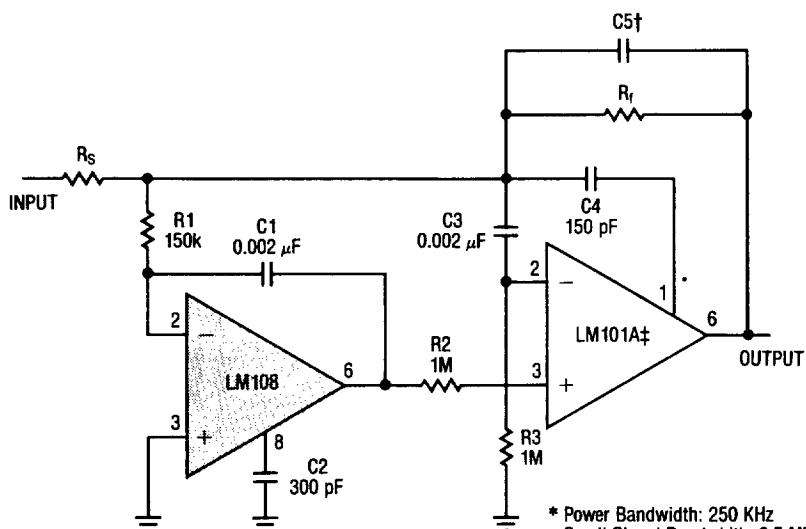 C5†
Rf
RS
INPUT
R1
150k
C1
0.002 µF
C3
0.002 µF
C4
150 pF
2
1
2
LM101A‡
6
OUTPUT
R2
1M
LM108
6
3
3
8
R3
1M
C2
300 pF
* Power Bandwidth: 250 KHz